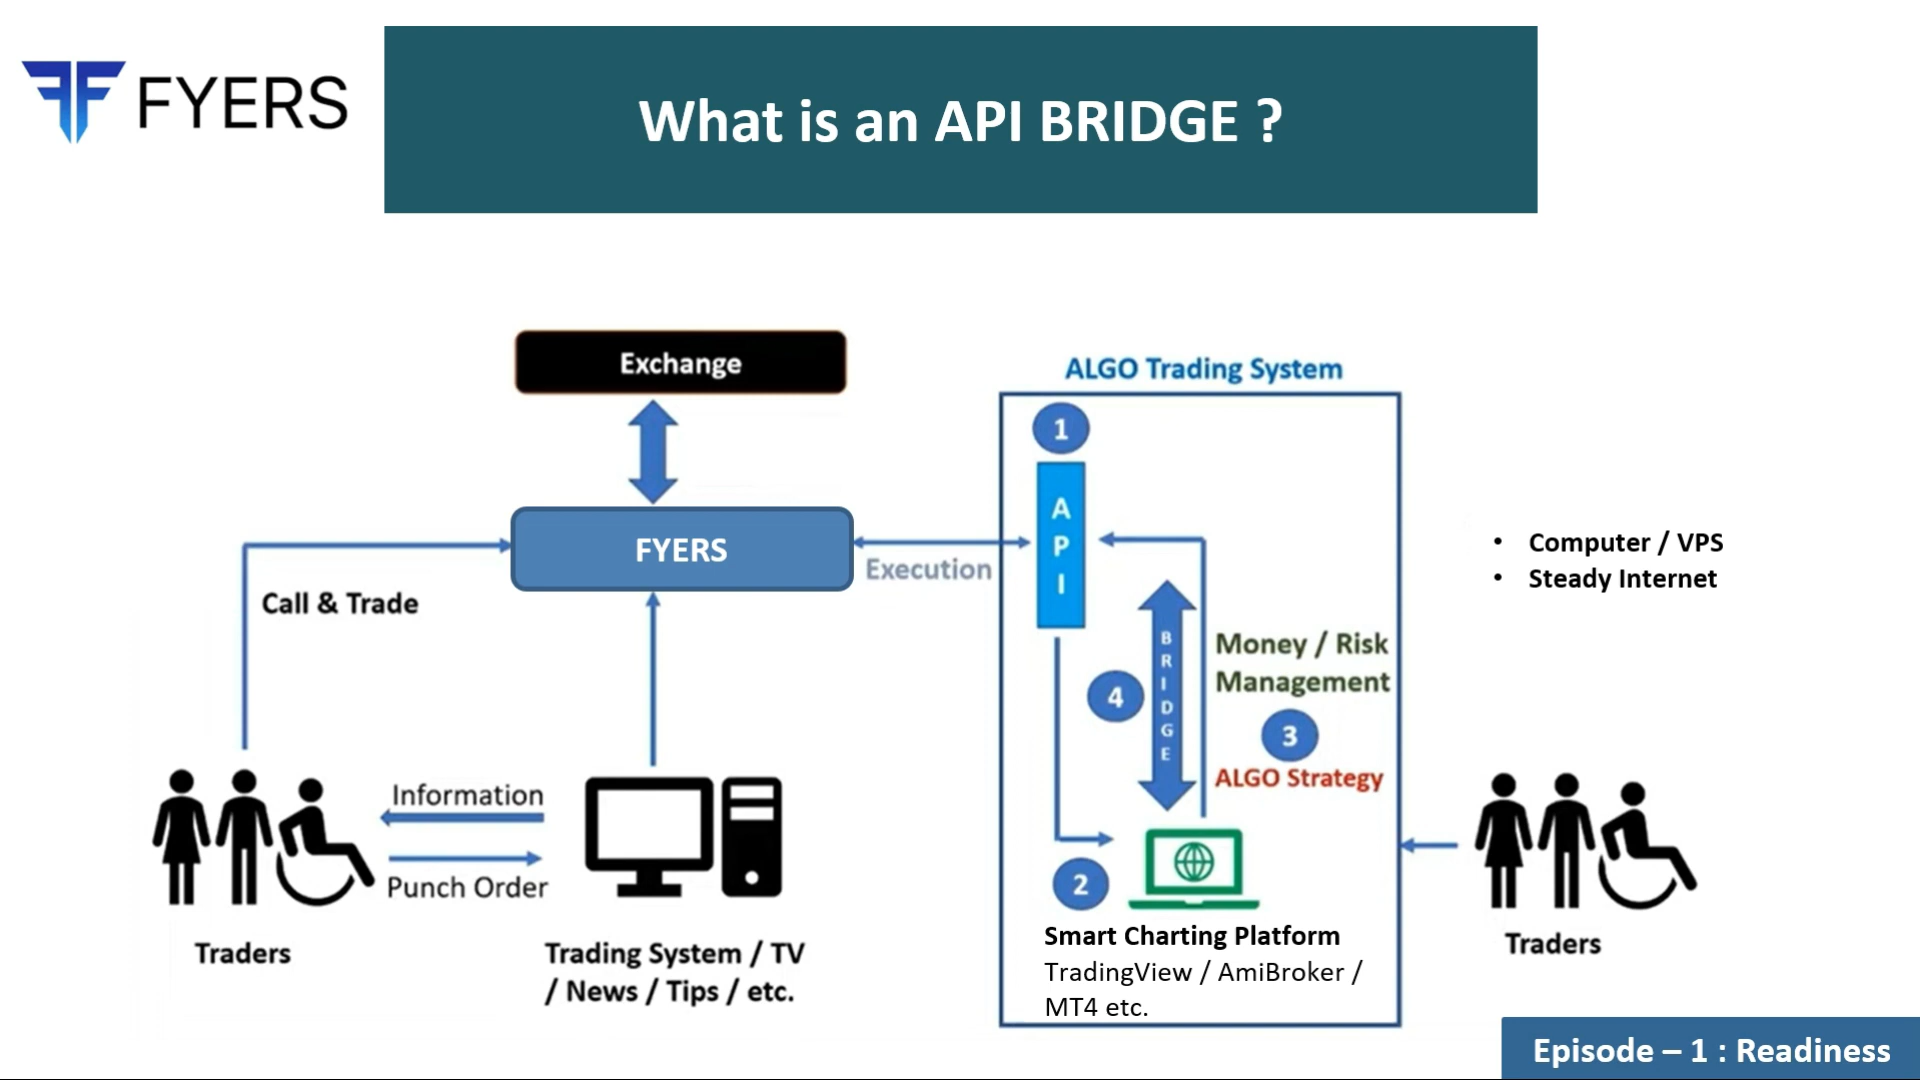 FYERS
What is an API BRIDGE ?
Exchange
ALGO Trading System
1
A
P
I
FYERS
Execution
Call & Trade
• Computer / VPS
• Steady Internet
B
R
I
D
G
E
Money / Risk
Management
4
3
ALGO Strategy
Information
Punch Order
2
Traders
Trading System / TV
/ News / Tips / etc.
Smart Charting Platform
TradingView / AmiBroker /
MT4 etc.
Traders
Episode – 1 : Readiness